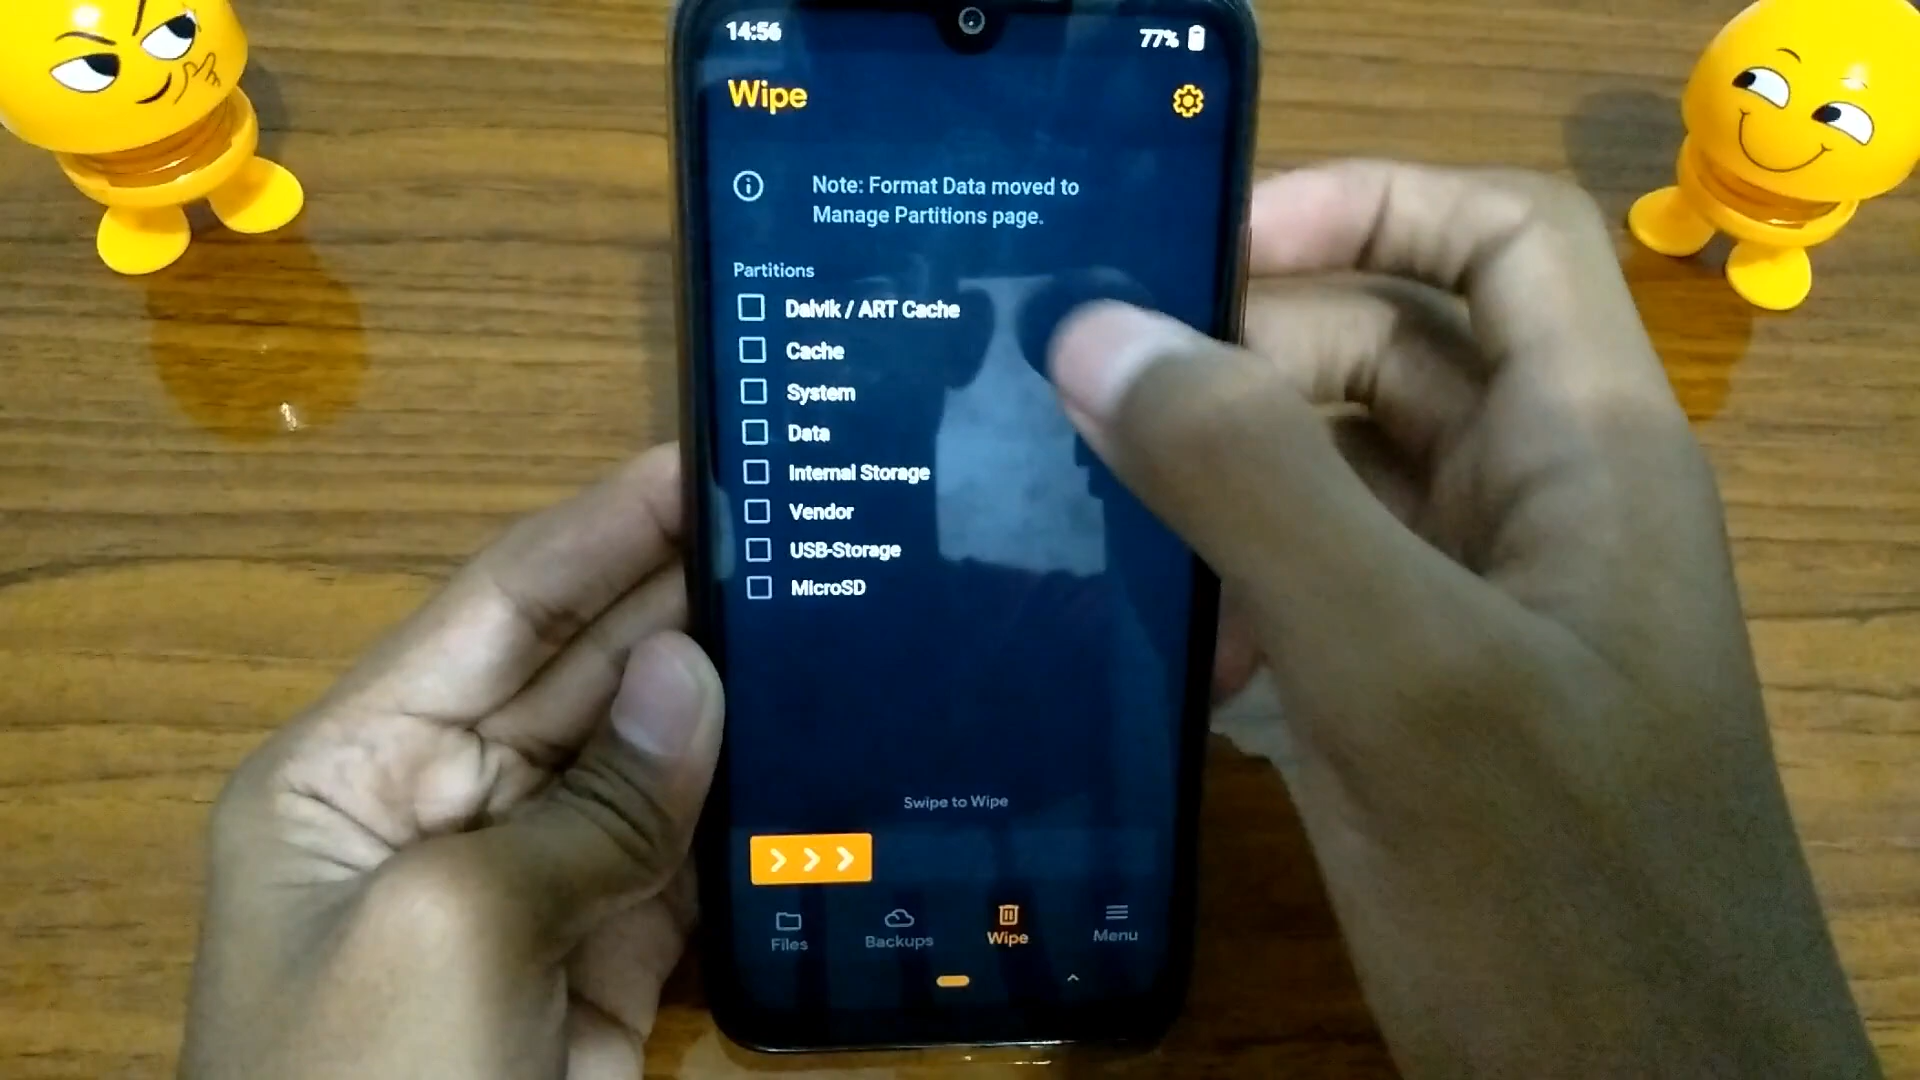 14:56
77%
Wipe
Note: Format Data moved to
Manage Partitions page.
Partitions
Dalvik / ART Cache
Cache
System
Data
Internal Storage
Vendor
USB-Storage
MicroSD
Swipe to Wipe
Files
Backups
Wipe
Menu